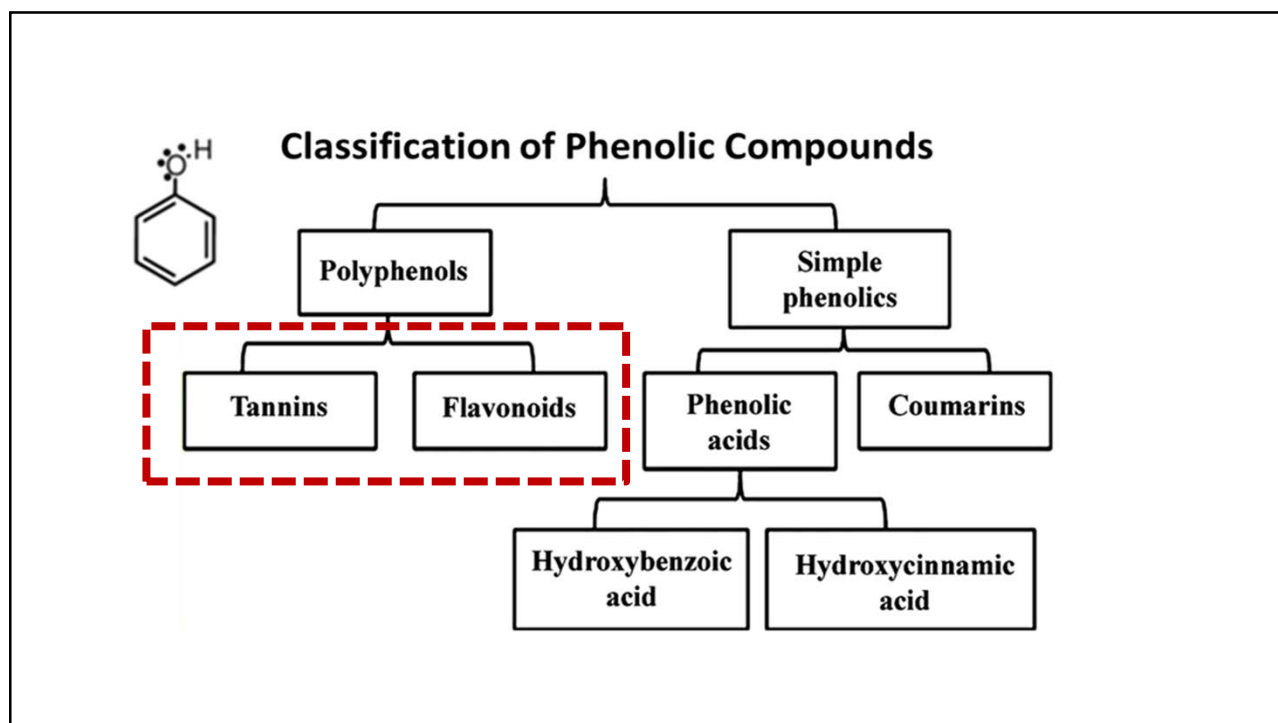 H
O
Classification of Phenolic Compounds
Polyphenols
Simple
phenolics
Tannins
Flavonoids
Phenolic
acids
Coumarins
Hydroxybenzoic
acid
Hydroxycinnamic
acid